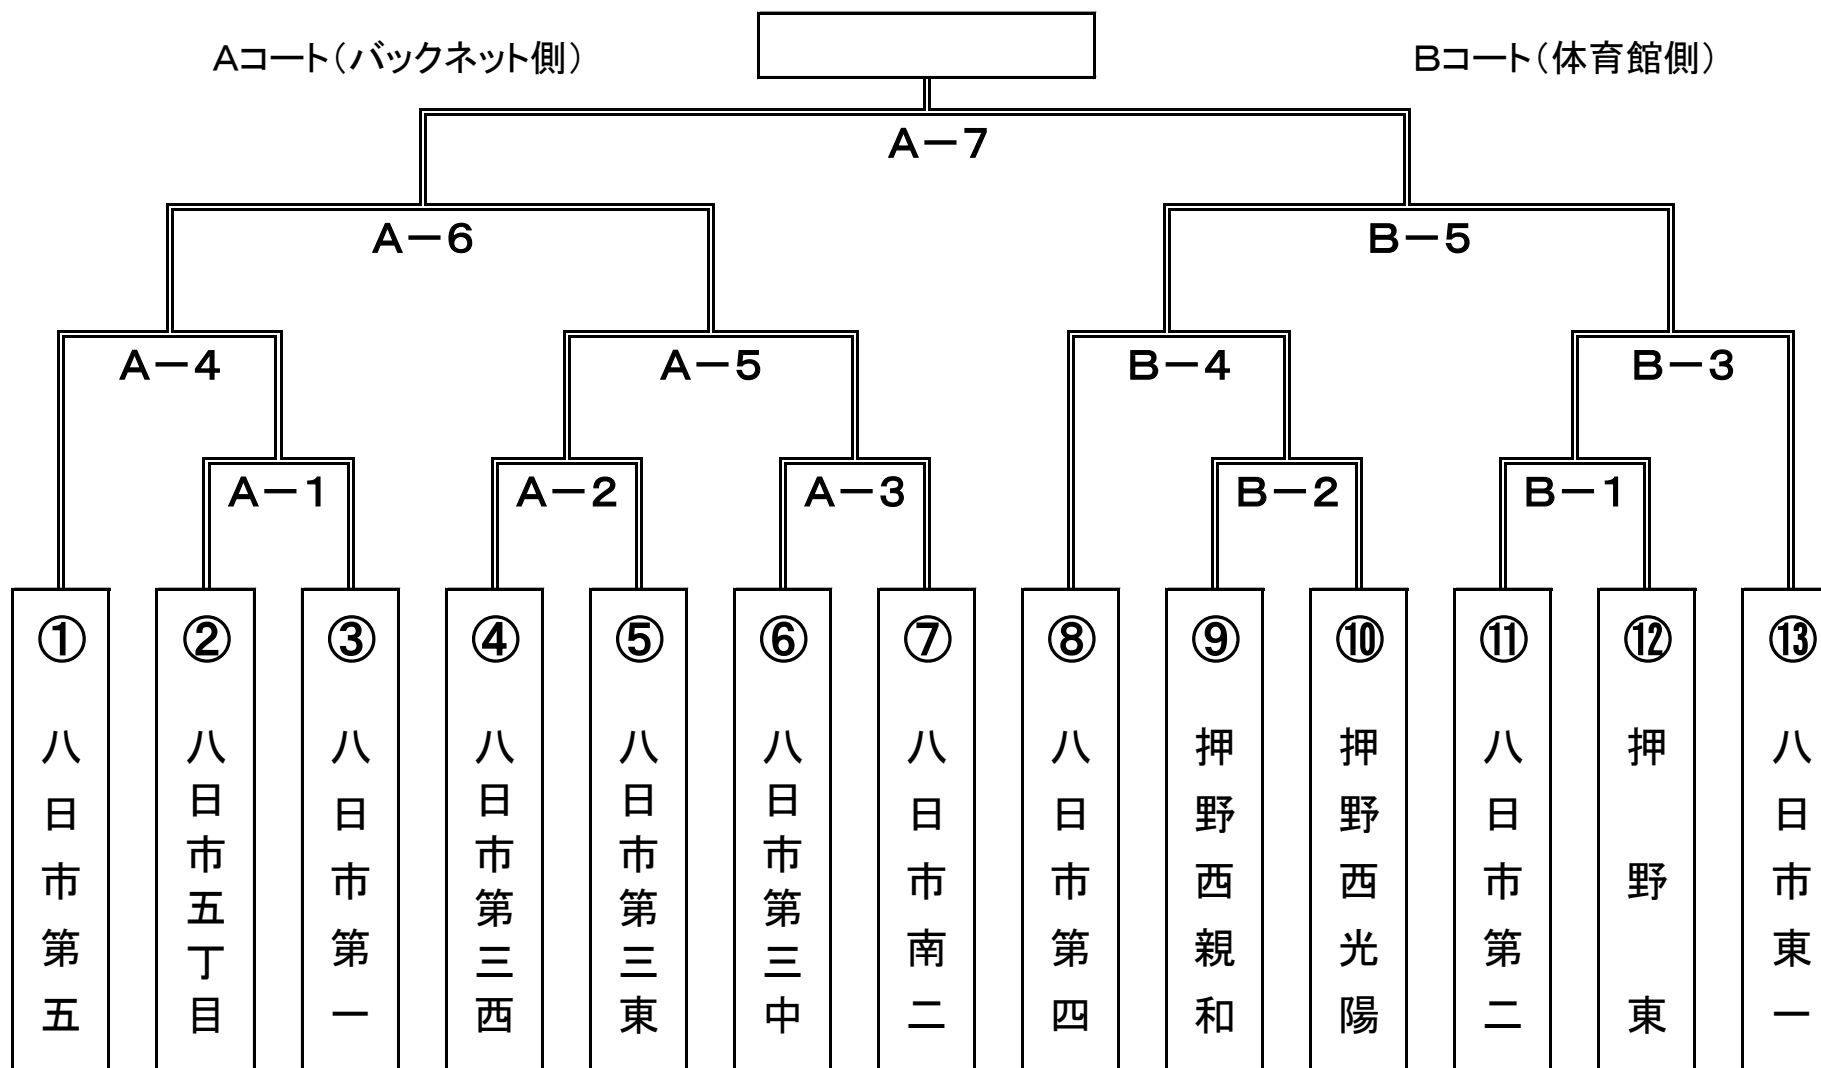 Aコート（バックネット側）
Bコート（体育館側）
A－7
A－6
B－5
A－4
A－5
B－4
B－3
A－1
A－2
A－3
B－2
B－1
①
八日市第五
②
八日市五丁目
③
八日市第一
④
八日市第三西
⑤
八日市第三東
⑥
八日市第三中
⑦
八日市南二
⑧
八日市第四
⑨
押野西親和
⑩
押野西光陽
⑪
八日市第二
⑫
押野東
⑬
八日市東一